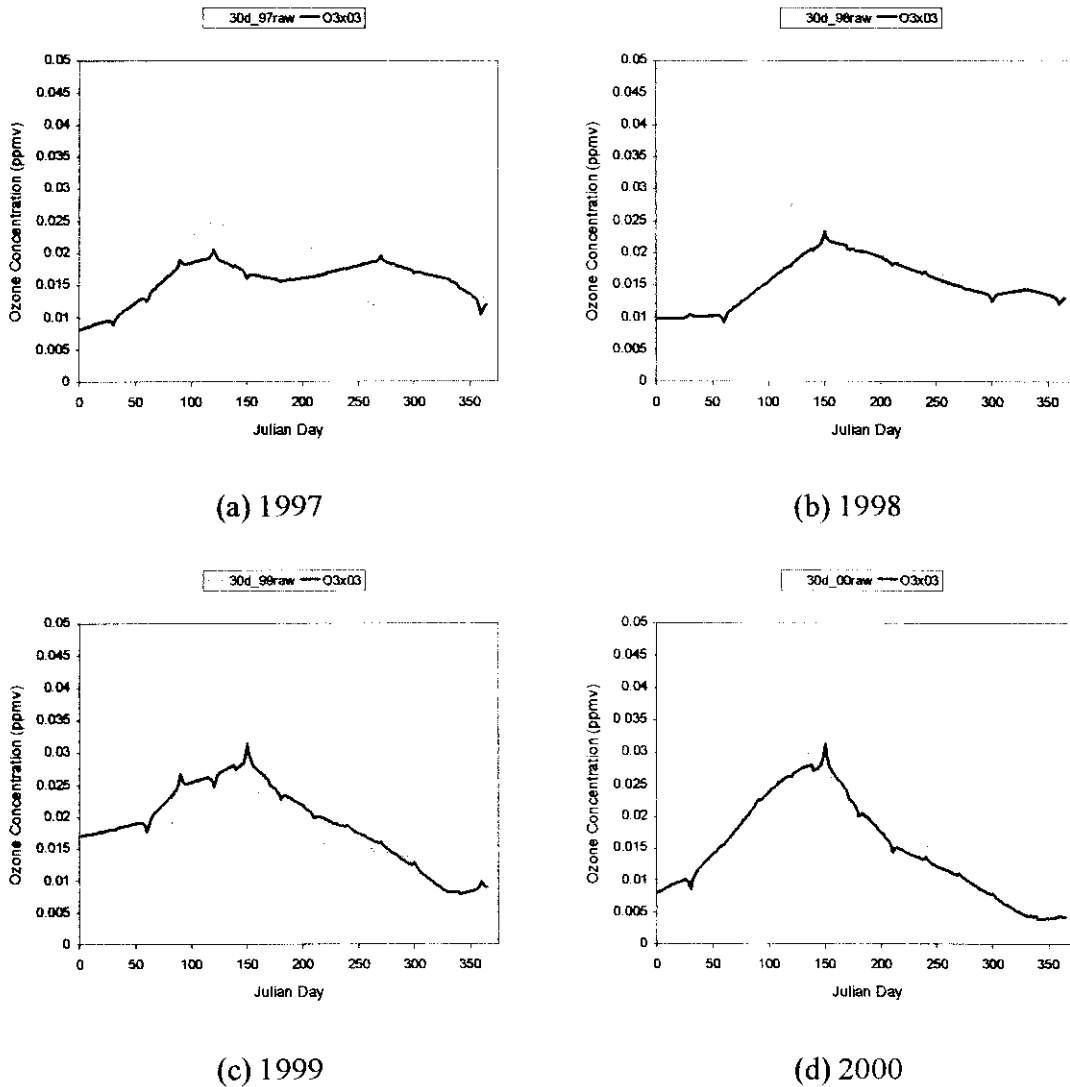 30d_97raw O3x03
0.05
0.045
0.04
0.035
0.03
0.025
0.02
0.015
0.01
0.005
0
Ozone Concentration (ppmv)
0 50 100 150 200 250 300 350
Julian Day
(a) 1997
30d_98raw O3x03
0.05
0.045
0.04
0.035
0.03
0.025
0.02
0.015
0.01
0.005
0
Ozone Concentration (ppmv)
0 50 100 150 200 250 300 350
Julian Day
(b) 1998
30d_99raw O3x03
0.05
0.045
0.04
0.035
0.03
0.025
0.02
0.015
0.01
0.005
0
Ozone Concentration (ppmv)
0 50 100 150 200 250 300 350
Julian Day
(c) 1999
30d_00raw O3x03
0.05
0.045
0.04
0.035
0.03
0.025
0.02
0.015
0.01
0.005
0
Ozone Concentration (ppmv)
0 50 100 150 200 250 300 350
Julian Day
(d) 2000